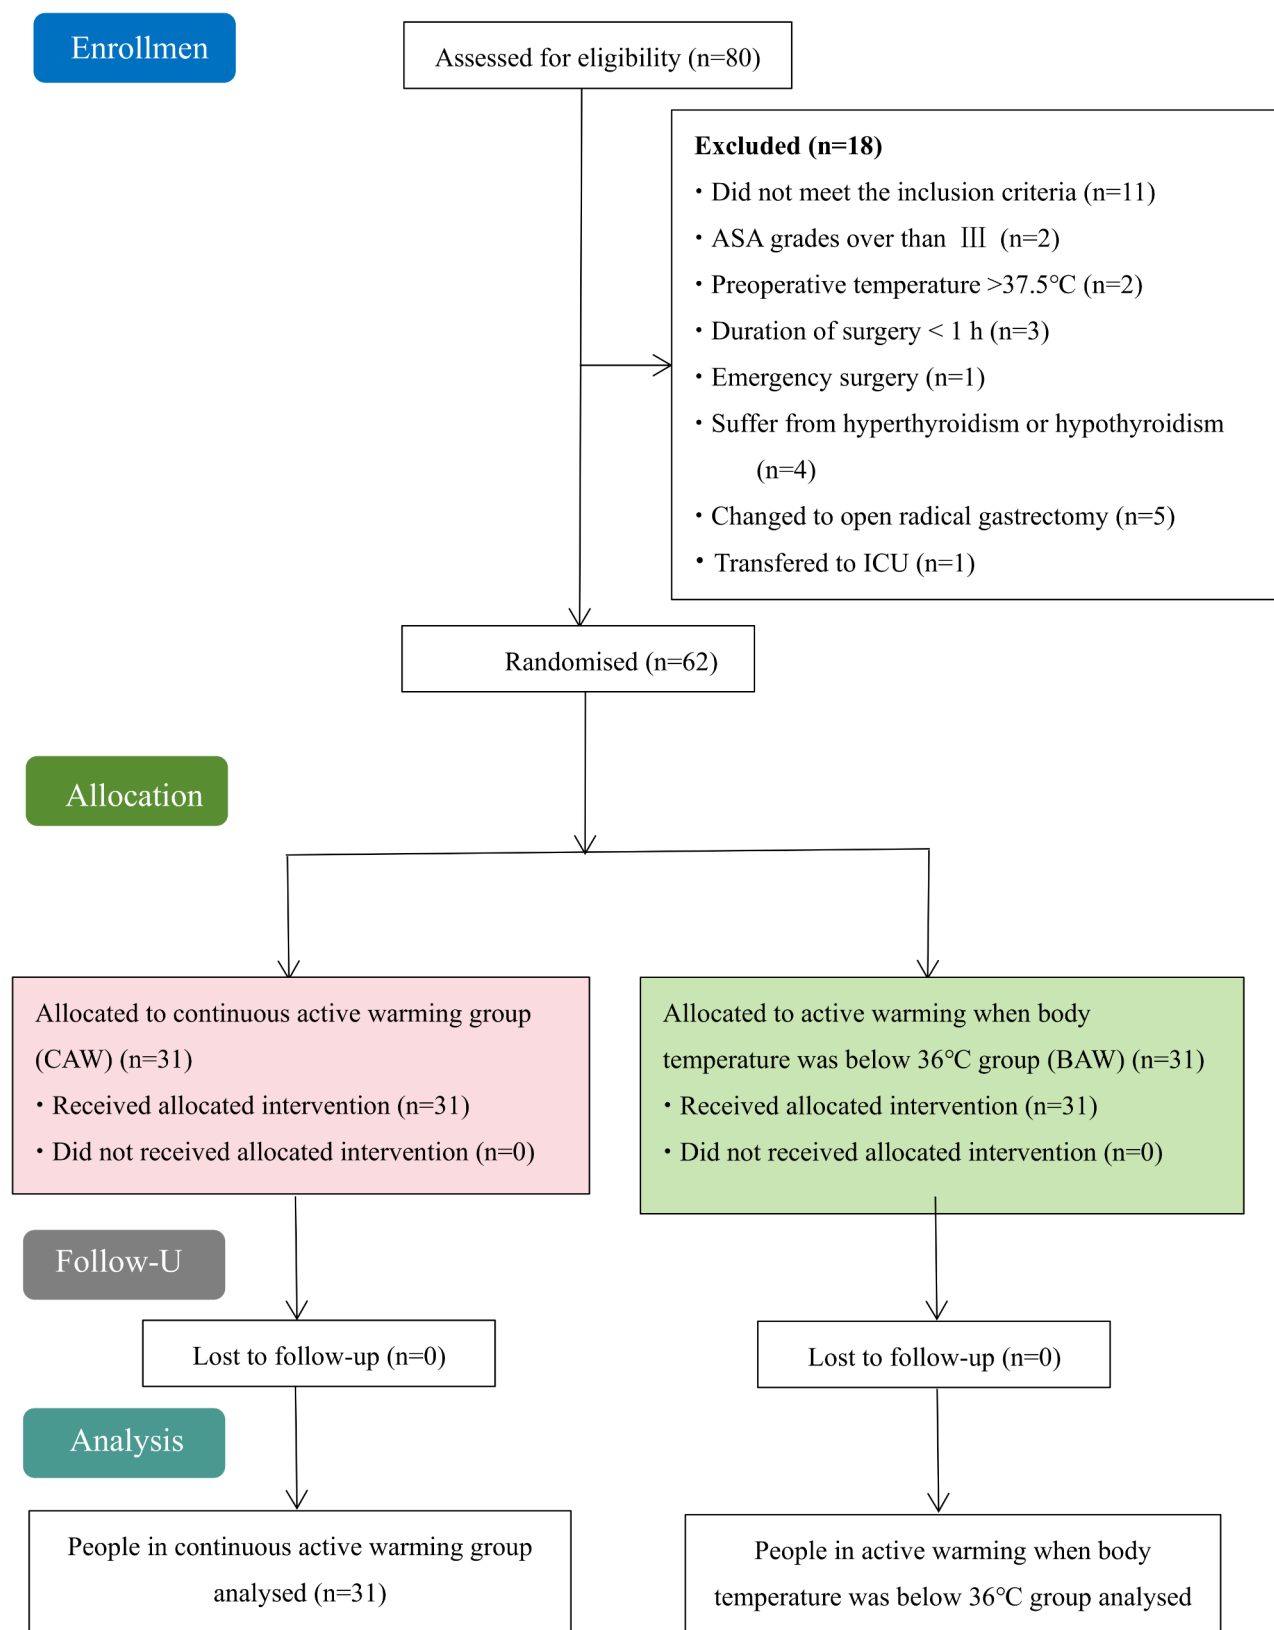 Enrollmen
Assessed for eligibility (n=80)
Excluded (n=18)
・Did not meet the inclusion criteria (n=11)
・ASA grades over than Ⅲ (n=2)
・Preoperative temperature >37.5℃ (n=2)
・Duration of surgery < 1 h (n=3)
・Emergency surgery (n=1)
・Suffer from hyperthyroidism or hypothyroidism
(n=4)
・Changed to open radical gastrectomy (n=5)
・Transfered to ICU (n=1)
Randomised (n=62)
Allocation
Allocated to continuous active warming group
(CAW) (n=31)
・Received allocated intervention (n=31)
・Did not received allocated intervention (n=0)
Allocated to active warming when body
temperature was below 36℃ group (BAW) (n=31)
・Received allocated intervention (n=31)
・Did not received allocated intervention (n=0)
Follow-U
Lost to follow-up (n=0)
Lost to follow-up (n=0)
Analysis
People in continuous active warming group
analysed (n=31)
People in active warming when body
temperature was below 36℃ group analysed